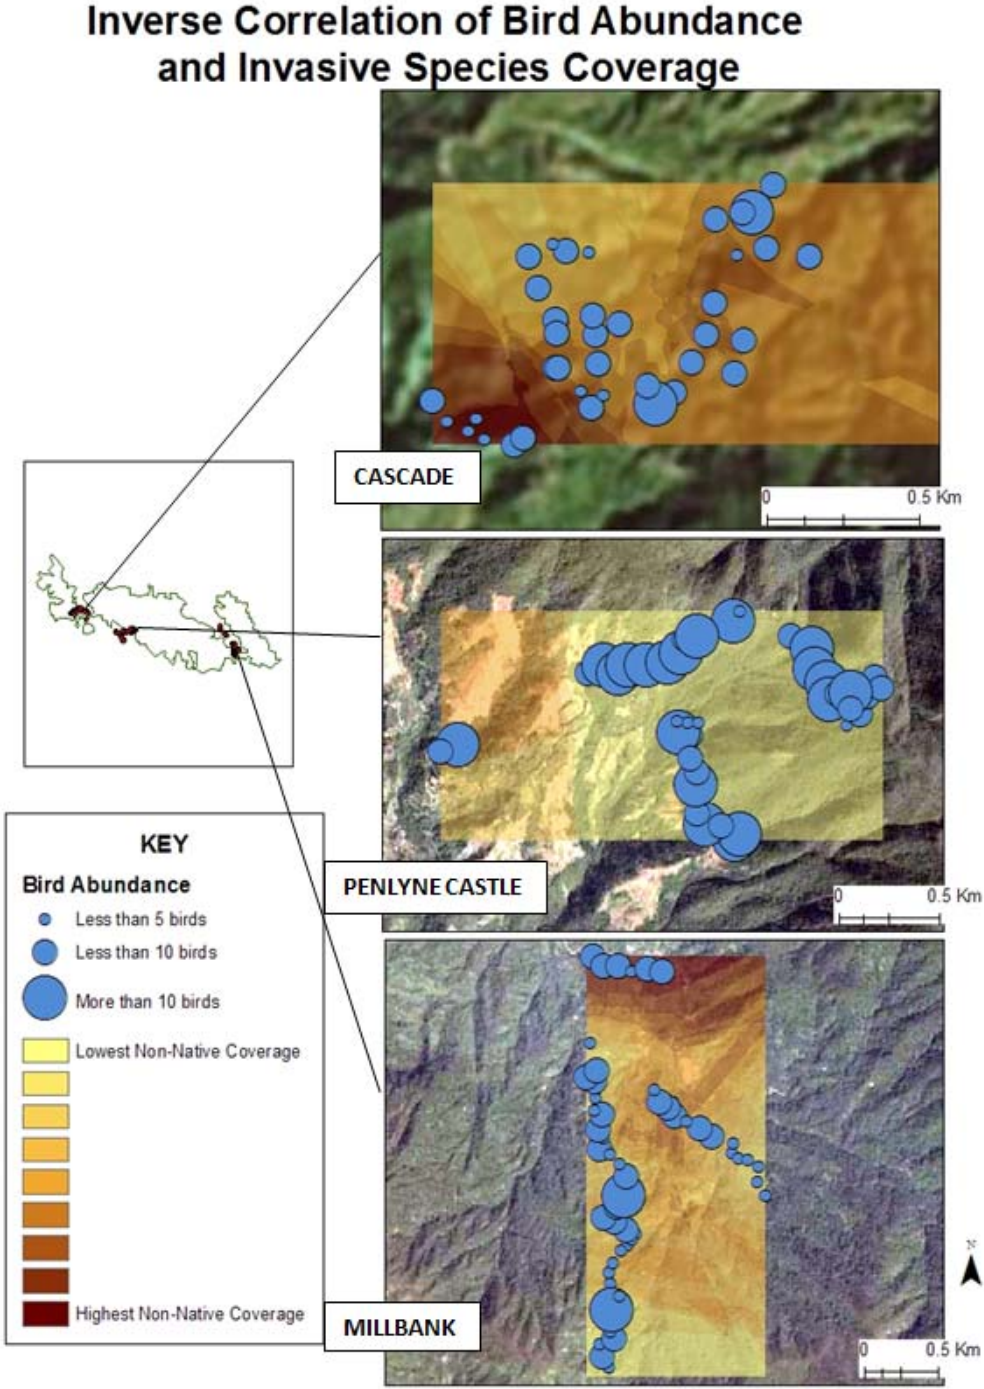 Inverse Correlation of Bird Abundance
and Invasive Species Coverage
CASCADE
0 0.5 Km
PENLYNE CASTLE
0 0.5 Km
KEY
Bird Abundance
Less than 5 birds
Less than 10 birds
More than 10 birds
Lowest Non-Native Coverage
Highest Non-Native Coverage
MILLBANK
N
0 0.5 Km